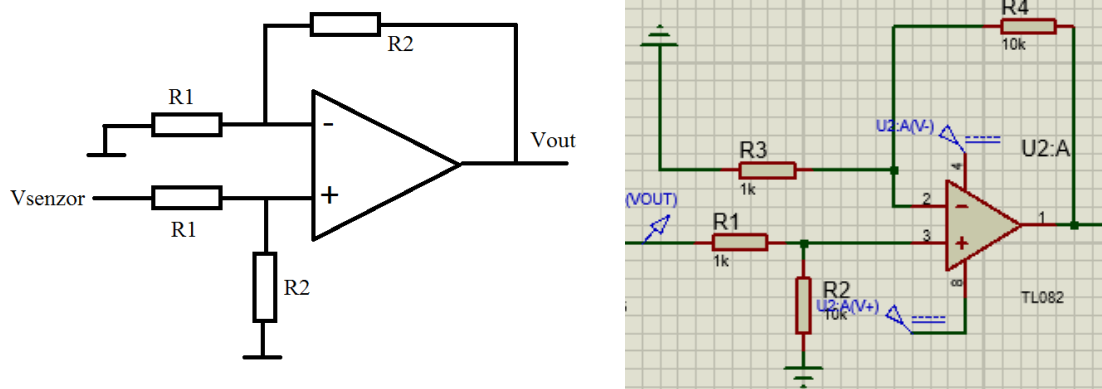 R2
R1
-
Vout
Vsenzor
+
R1
R2
R4
10k
U2:A(V-)
U2:A
4
R3
1k
2
-
(VOUT)
R1
1k
1
3
+
8
TL082
R2
10k
U2:A(V+)